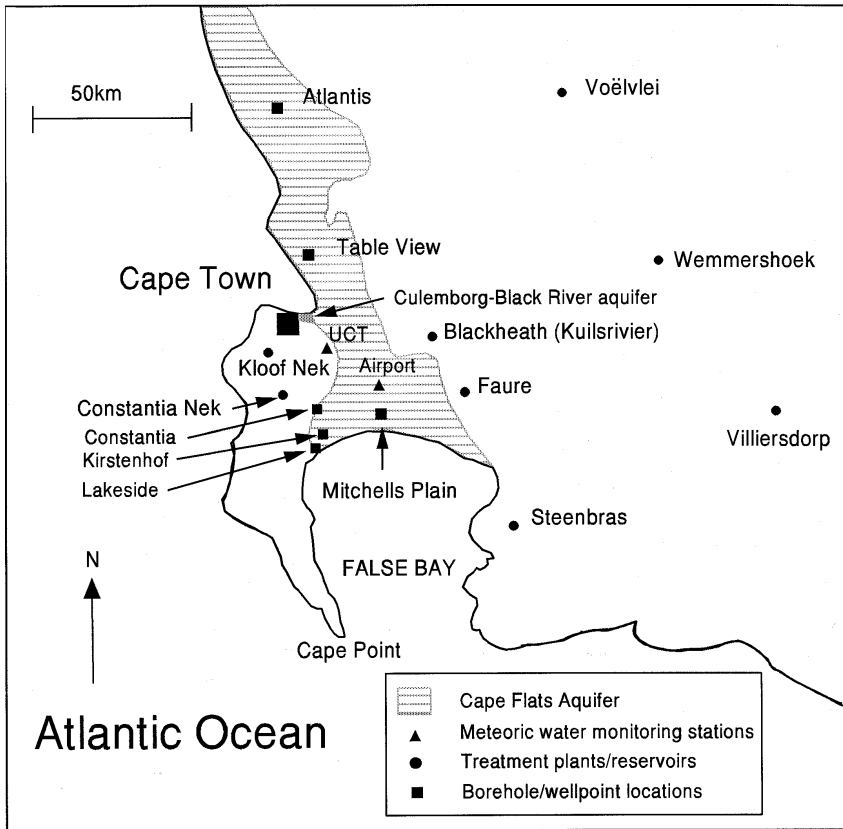 50km
Atlantis
Voëlvlei
Table View
Wemmershoek
Cape Town
Culemborg-Black River aquifer
UCT
Blackheath (Kuilsrivier)
Kloof Nek
Airport
Faure
Constantia Nek
Constantia
Villiersdorp
Kirstenhof
Lakeside
Mitchells Plain
Steenbras
N
FALSE BAY
Cape Point
Atlantic Ocean
Cape Flats Aquifer
Meteoric water monitoring stations
Treatment plants/reservoirs
Borehole/wellpoint locations